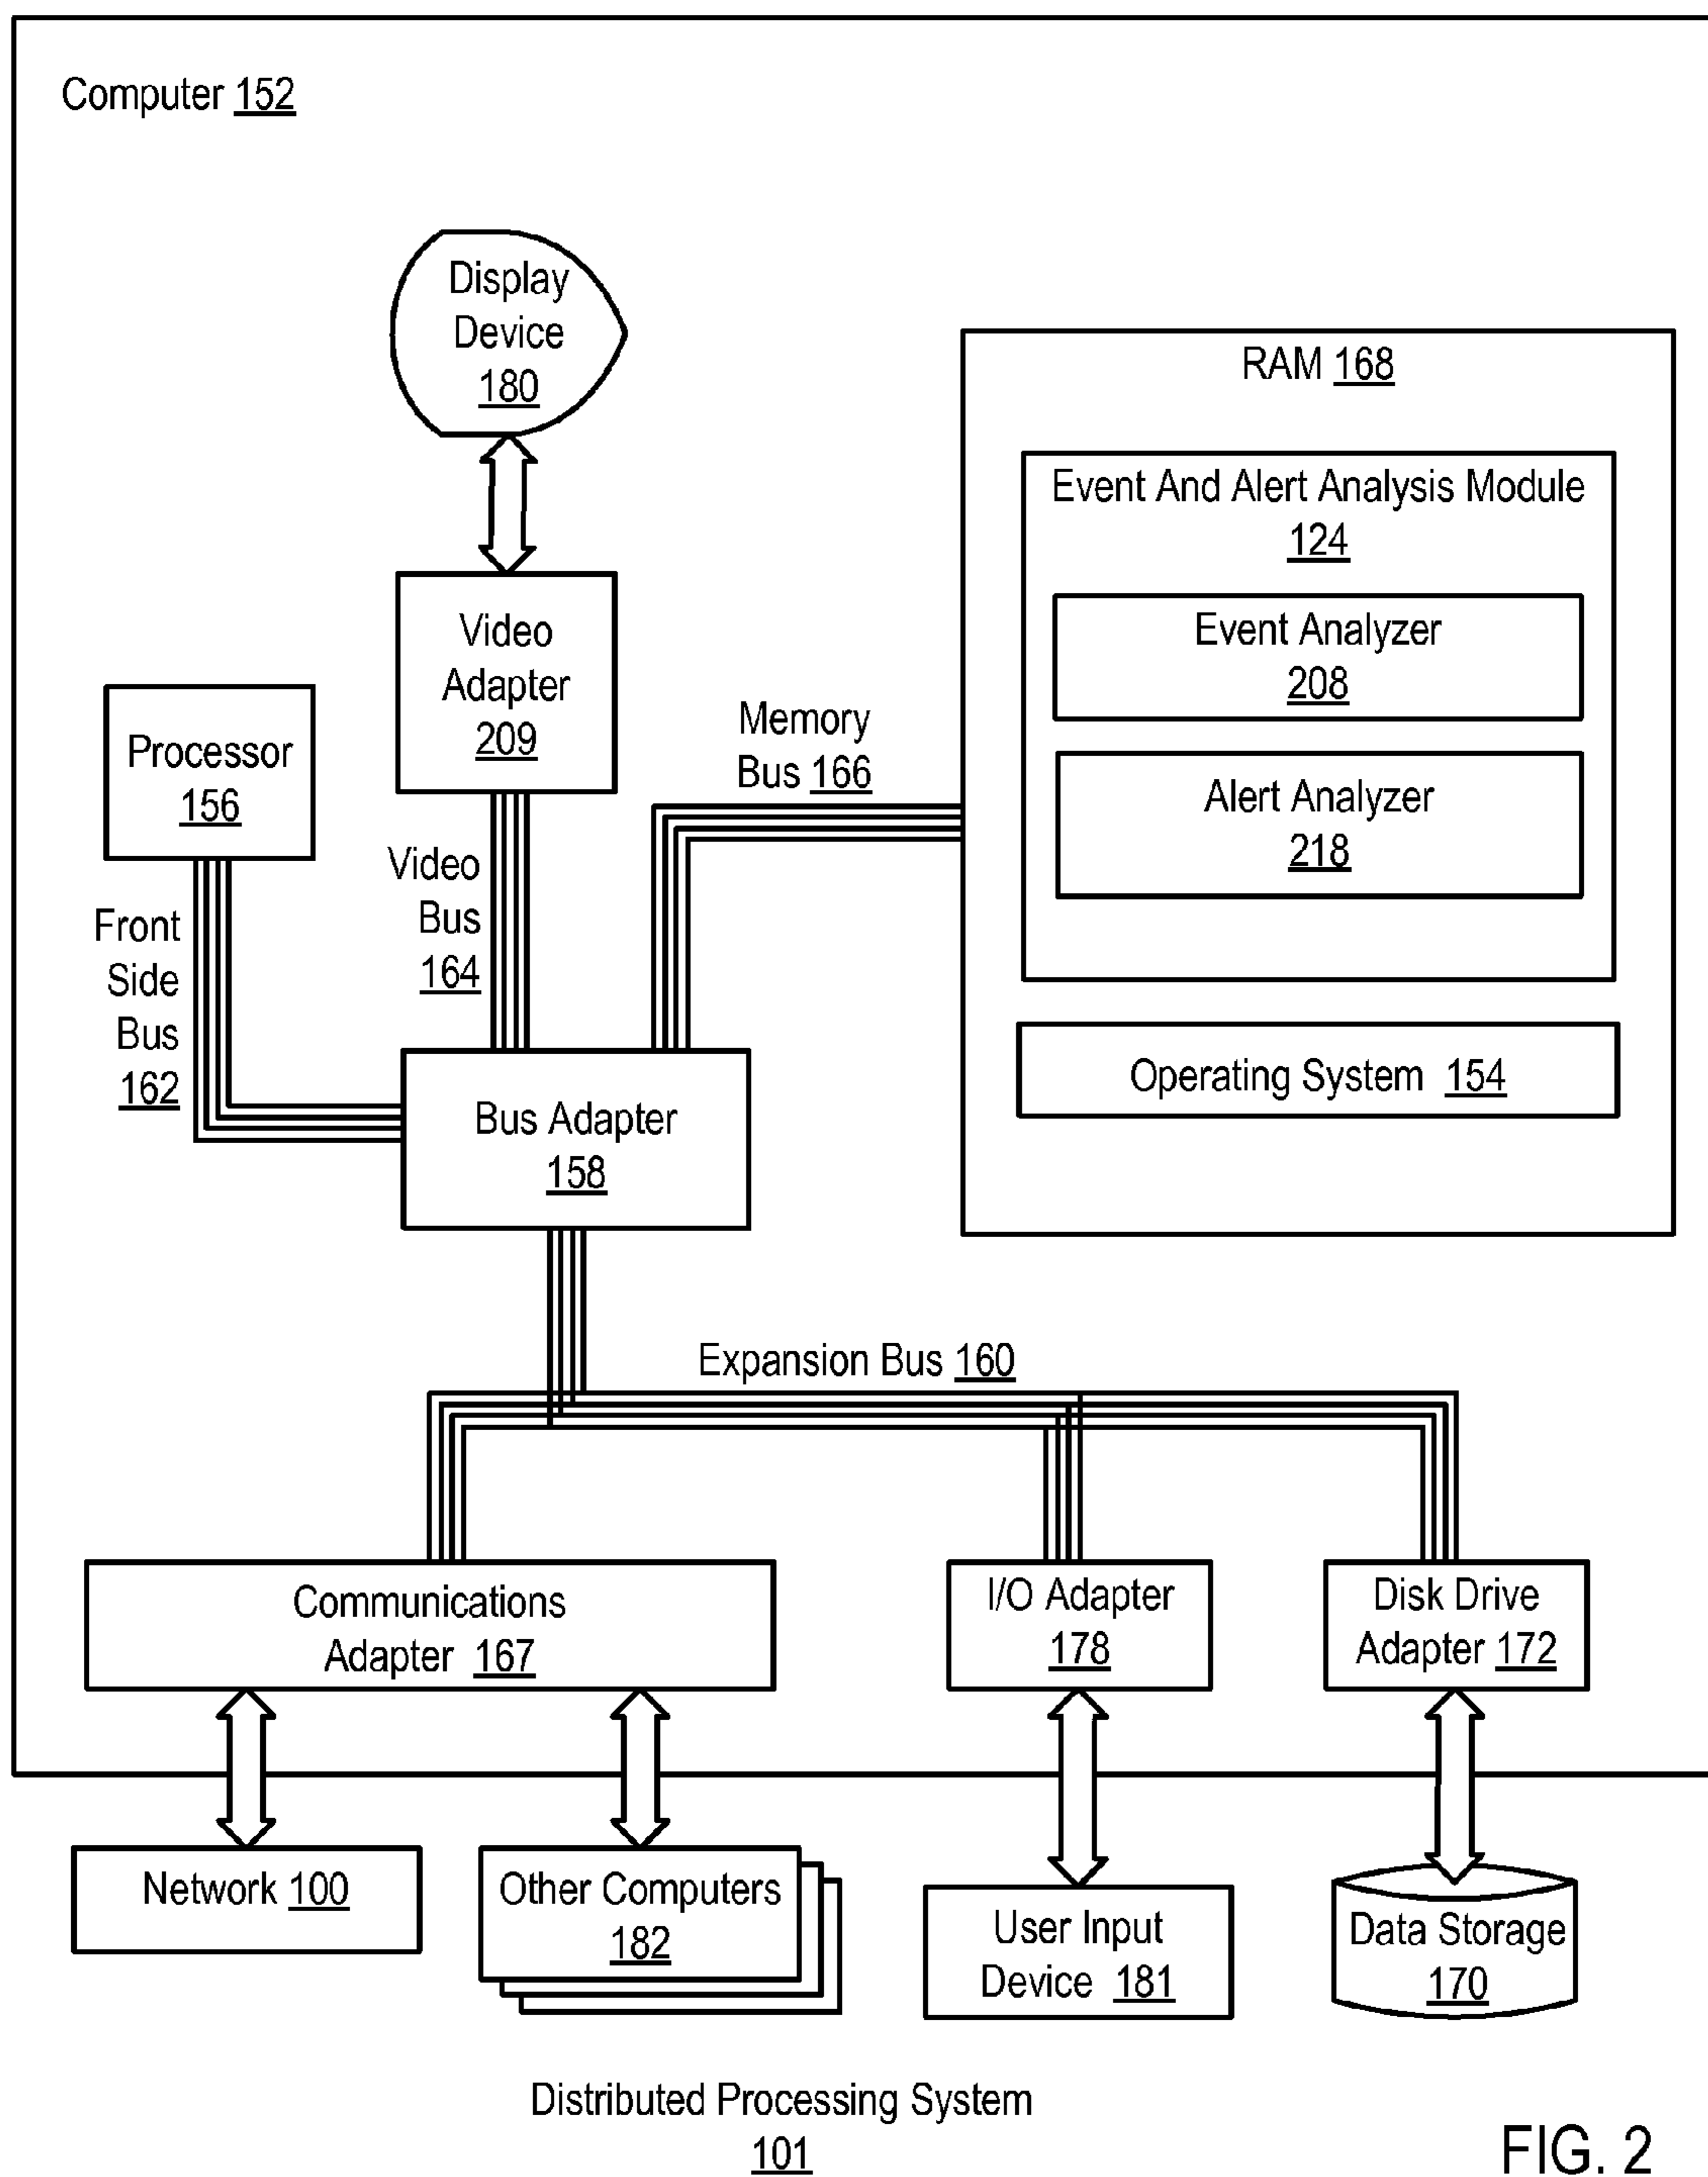 Computer 152
Display
Device
180
RAM 168
Event And Alert Analysis Module
124
Event Analyzer
208
Alert Analyzer
218
Operating System 154
Video
Adapter
209
Processor
156
Memory
Bus 166
Video
Bus
164
Front
Side
Bus
162
Bus Adapter
158
Expansion Bus 160
Communications
Adapter 167
I/O Adapter
178
Disk Drive
Adapter 172
Network 100
Other Computers
182
User Input
Device 181
Data Storage
170
Distributed Processing System
101
FIG. 2